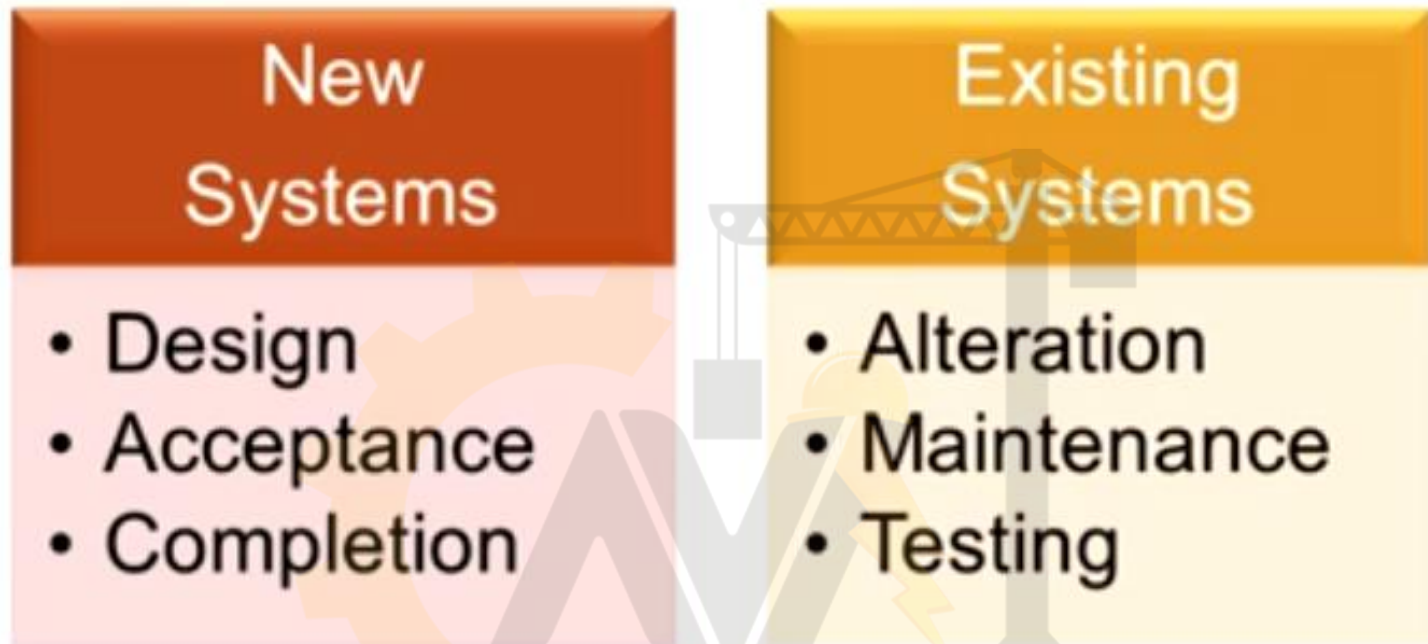 New
Systems
• Design
• Acceptance
• Completion
Existing
Systems
• Alteration
• Maintenance
• Testing